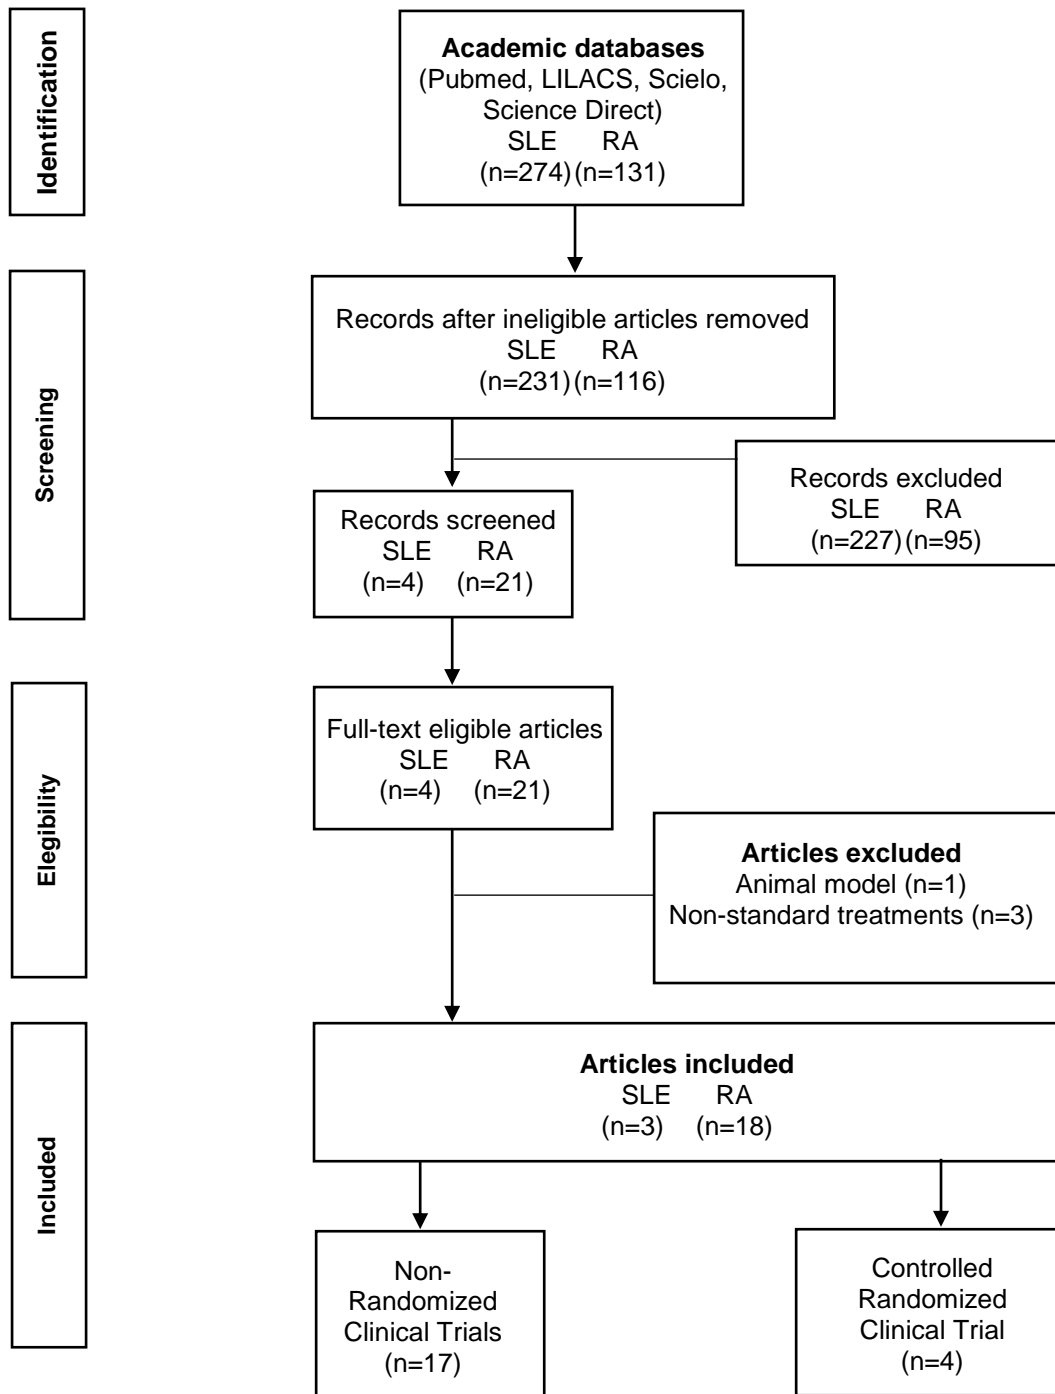 Identification
Academic databases
(Pubmed, LILACS, Scielo,
Science Direct)
SLE RA
(n=274) (n=131)
Screening
Records after ineligible articles removed
SLE RA
(n=231) (n=116)
Records excluded
SLE RA
(n=227) (n=95)
Records screened
SLE RA
(n=4) (n=21)
Elegibility
Full-text eligible articles
SLE RA
(n=4) (n=21)
Articles excluded
Animal model (n=1)
Non-standard treatments (n=3)
Included
Articles included
SLE RA
(n=3) (n=18)
Non-
Randomized
Clinical Trials
(n=17)
Controlled
Randomized
Clinical Trial
(n=4)